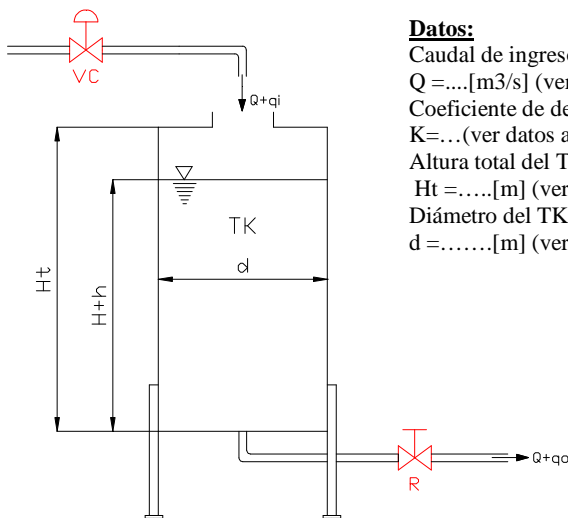 Datos:
Caudal de ingreso
Q =....[m3/s] (ver
Coeficiente de de
K=…(ver datos a
Altura total del T
Ht =…..[m] (ver
Diámetro del TK
d =…….[m] (ver
VC
Q+qi
TK
d
Ht
H+h
R
Q+qo